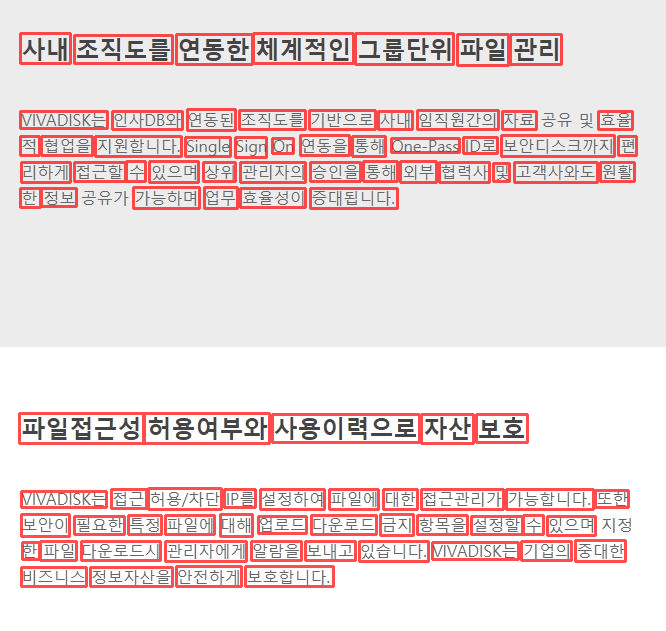 사내 조직도를 연동한 체계적인 그룹단위 파일 관리
VIVADISK는 인사DB와 연동된 조직도를 기반으로 사내 임직원간의 자료 공유 및 효율
적 협업을 지원합니다. Single Sign On 연동을 통해 One-Pass ID로 보안디스크까지 편
리하게 접근할 수 있으며 상위 관리자의 승인을 통해 외부 협력사 및 고객사와도 원활
한 정보 공유가 가능하며 업무 효율성이 증대됩니다.
파일접근성 허용여부와 사용이력으로 자산 보호
VIVADISK는 접근 허용/차단 IP를 설정하여 파일에 대한 접근관리가 가능합니다. 또한
보안이 필요한 특정 파일에 대해 업로드 다운로드 금지 항목을 설정할 수 있으며 지정
한 파일 다운로드시 관리자에게 알람을 보내고 있습니다. VIVADISK는 기업의 중대한
비즈니스 정보자산을 안전하게 보호합니다.